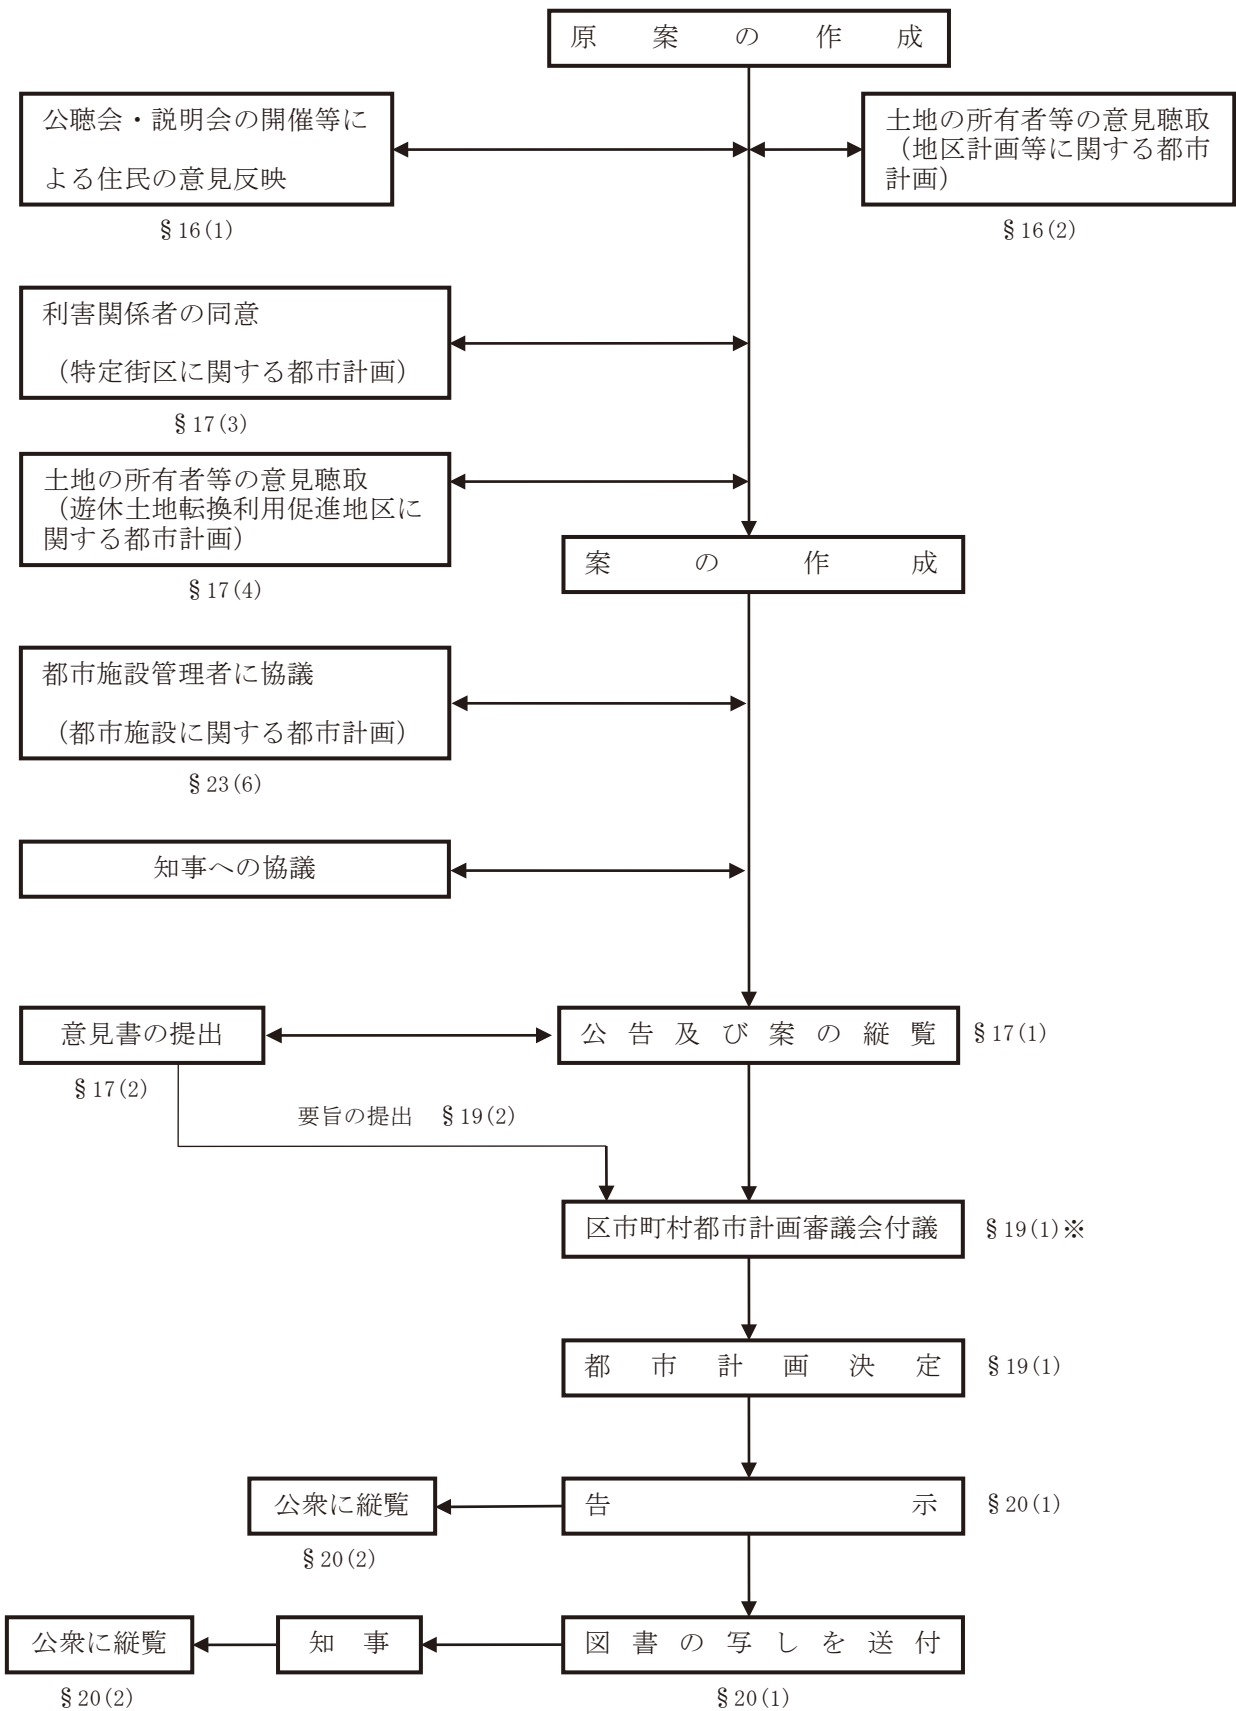 原案の作成
公聴会・説明会の開催等に
よる住民の意見反映
§16(1)
土地の所有者等の意見聴取
（地区計画等に関する都市
計画）
§16(2)
利害関係者の同意
（特定街区に関する都市計画）
§17(3)
土地の所有者等の意見聴取
（遊休土地転換利用促進地区に
関する都市計画）
§17(4)
案の作成
都市施設管理者に協議
（都市施設に関する都市計画）
§23(6)
知事への協議
意見書の提出
§17(2)
公告及び案の縦覧
§17(1)
要旨の提出 §19(2)
区市町村都市計画審議会付議
§19(1)※
都市計画決定
§19(1)
公衆に縦覧
§20(2)
告示
§20(1)
公衆に縦覧
§20(2)
知事
図書の写しを送付
§20(1)